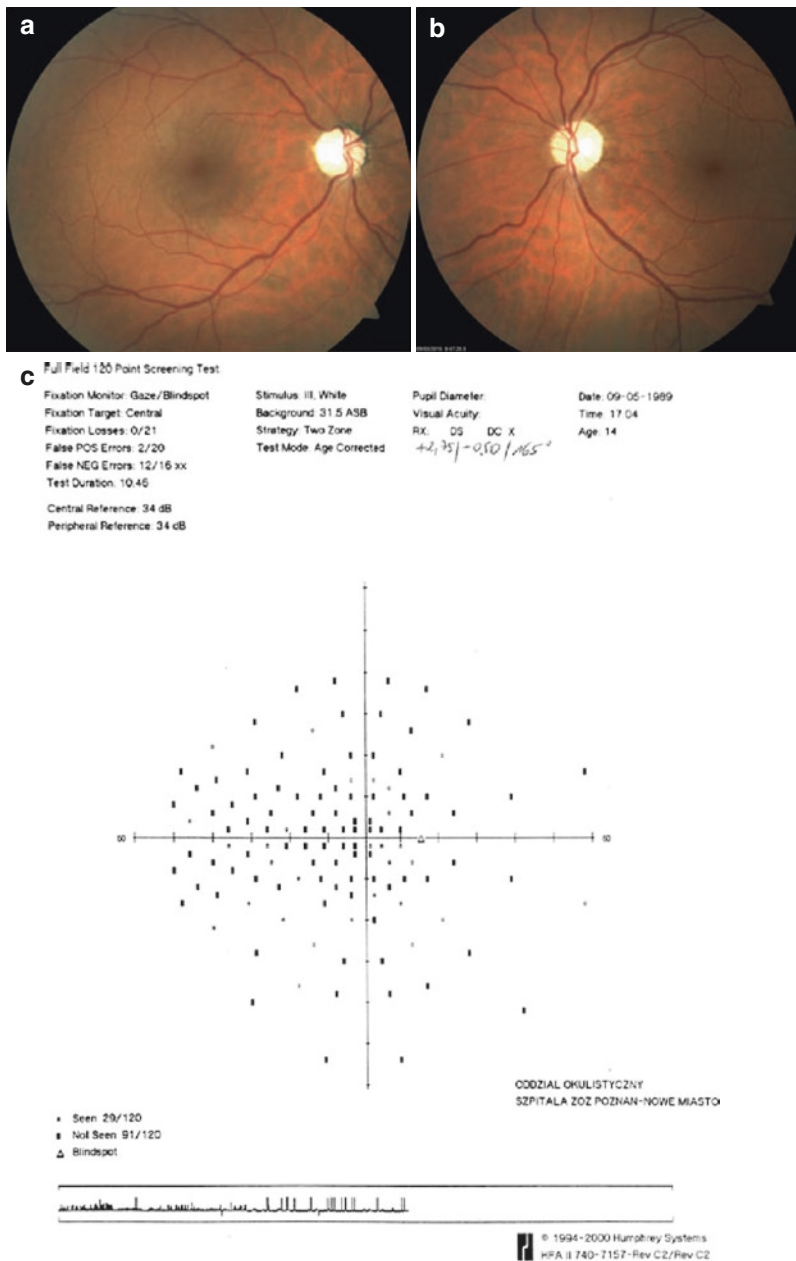 a
b
c
Full Field 120 Point Screening Test
Fixation Monitor: Gaze/Blindspot
Fixation Target: Central
Fixation Losses: 0/21
False POS Errors: 2/20
False NEG Errors: 12/16 xx
Test Duration: 10:46
Central Reference: 34 dB
Peripheral Reference: 34 dB
Stimulus: III, White
Background: 31.5 ASB
Strategy: Two Zone
Test Mode: Age Corrected
Pupil Diameter:
Visual Acuity:
RX: DS DC X
+2,75/-0,50/165°
Date: 09-05-1989
Time: 17:04
Age: 14
60
60
ODDZIAL OKULISTYCZNY
SZPITALA ZOZ POZNAN-NOWE MIASTO
Seen 29/120
Not Seen 91/120
Blindspot
© 1994-2000 Humphrey Systems
HFA II 740-7157-Rev C2/Rev C2